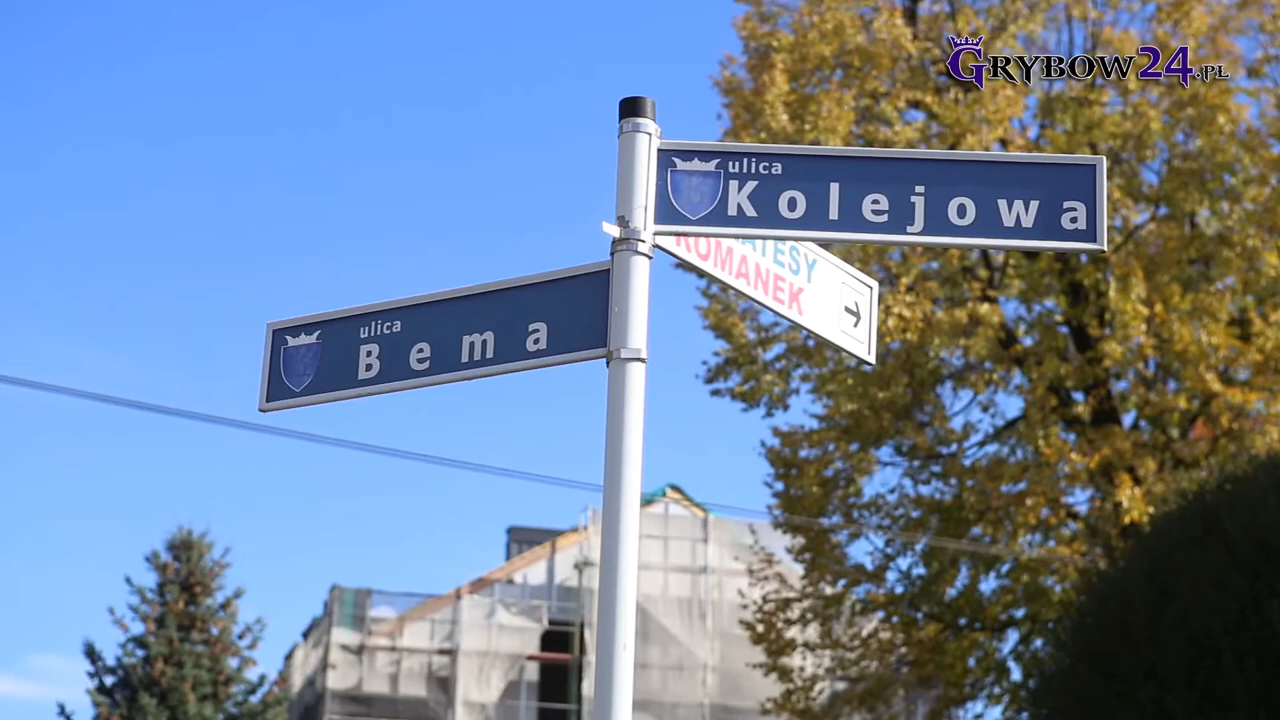 GRYBOW24.PL
ulica
Kolejowa
ROMANEK
ulica
Bema